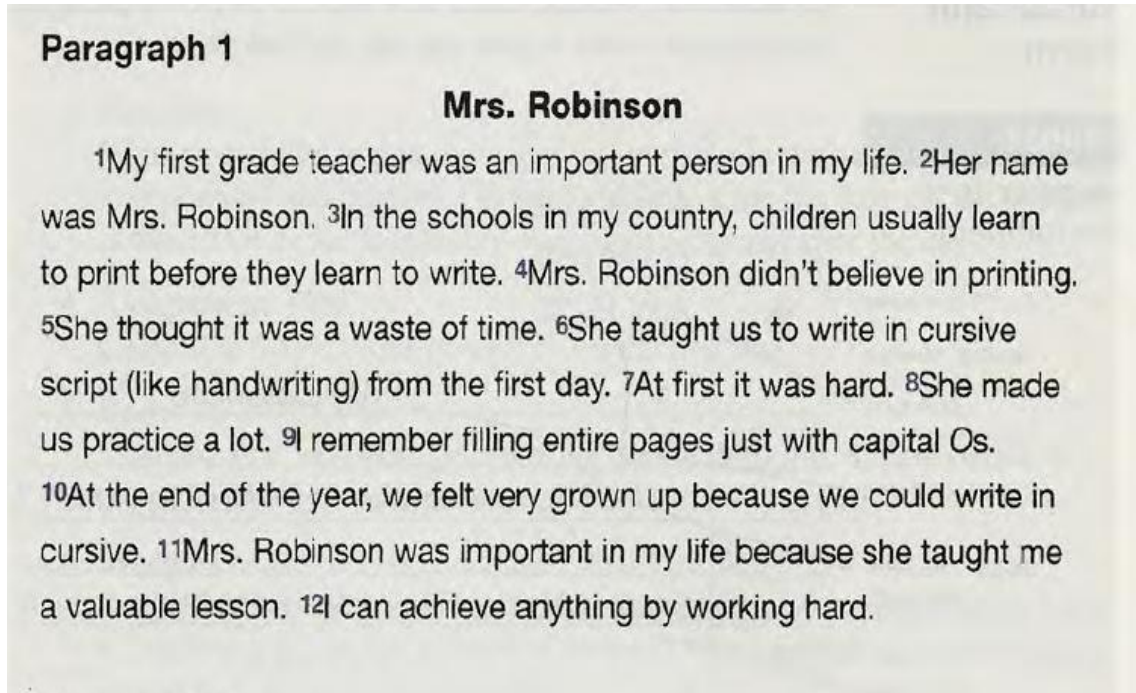 Paragraph 1
Mrs. Robinson
1My first grade teacher was an important person in my life. 2Her name
was Mrs. Robinson. 3In the schools in my country, children usually learn
to print before they learn to write. 4Mrs. Robinson didn't believe in printing.
5She thought it was a waste of time. 6She taught us to write in cursive
script (like handwriting) from the first day. 7At first it was hard. 8She made
us practice a lot. 9I remember filling entire pages just with capital Os.
10At the end of the year, we felt very grown up because we could write in
cursive. 11Mrs. Robinson was important in my life because she taught me
a valuable lesson. 12I can achieve anything by working hard.